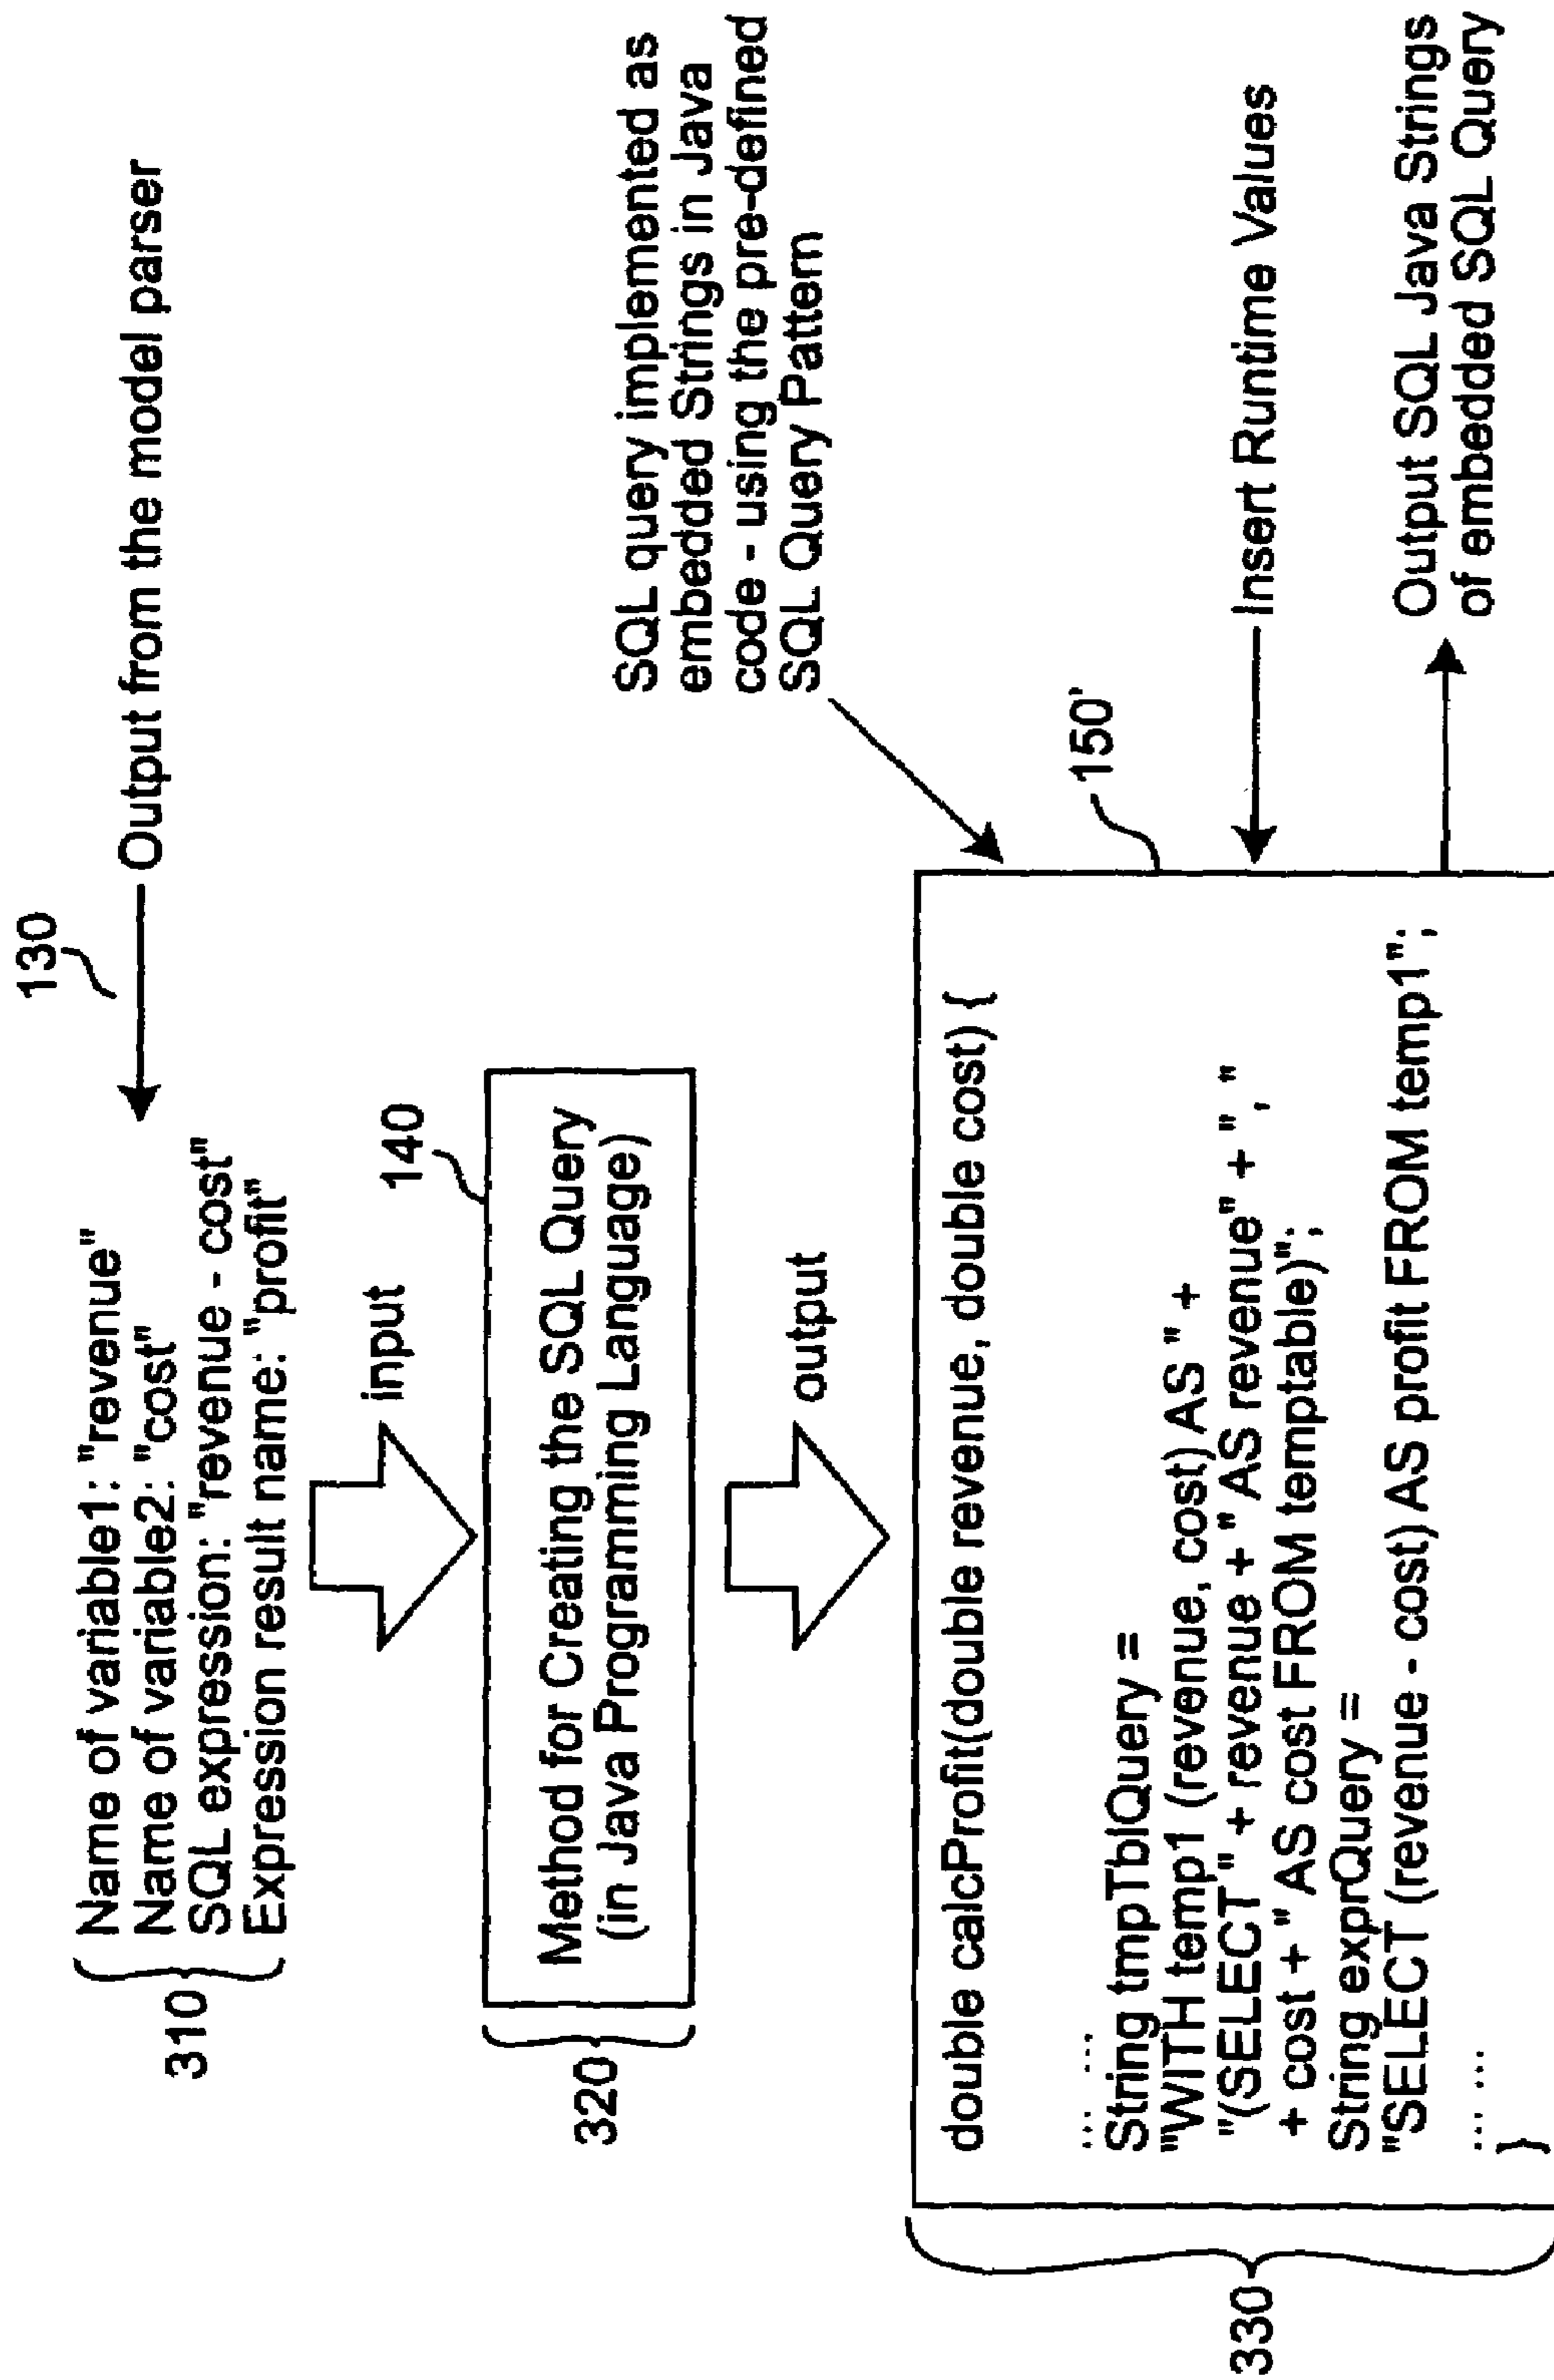 130
Output from the model parser
Name of variable1: "revenue"
Name of variable2: "cost"
SQL expression: "revenue - cost"
Expression result name: "profit"
310
input
140
Method for Creating the SQL Query
(in Java Programming Language)
320
output
SQL query implemented as
embedded Strings in Java
code - using the pre-defined
SQL Query Pattern
150'
double calcProfit(double revenue, double cost) {
... ...
String tmpTblQuery =
"WITH temp1 (revenue, cost) AS " +
"(SELECT " + revenue + " AS revenue" + ", "
+ cost + " AS cost FROM temptable)";
String exprQuery =
"SELECT (revenue - cost) AS profit FROM temp1";
... ...
}
330
Insert Runtime Values
Output SQL Java Strings
of embedded SQL Query